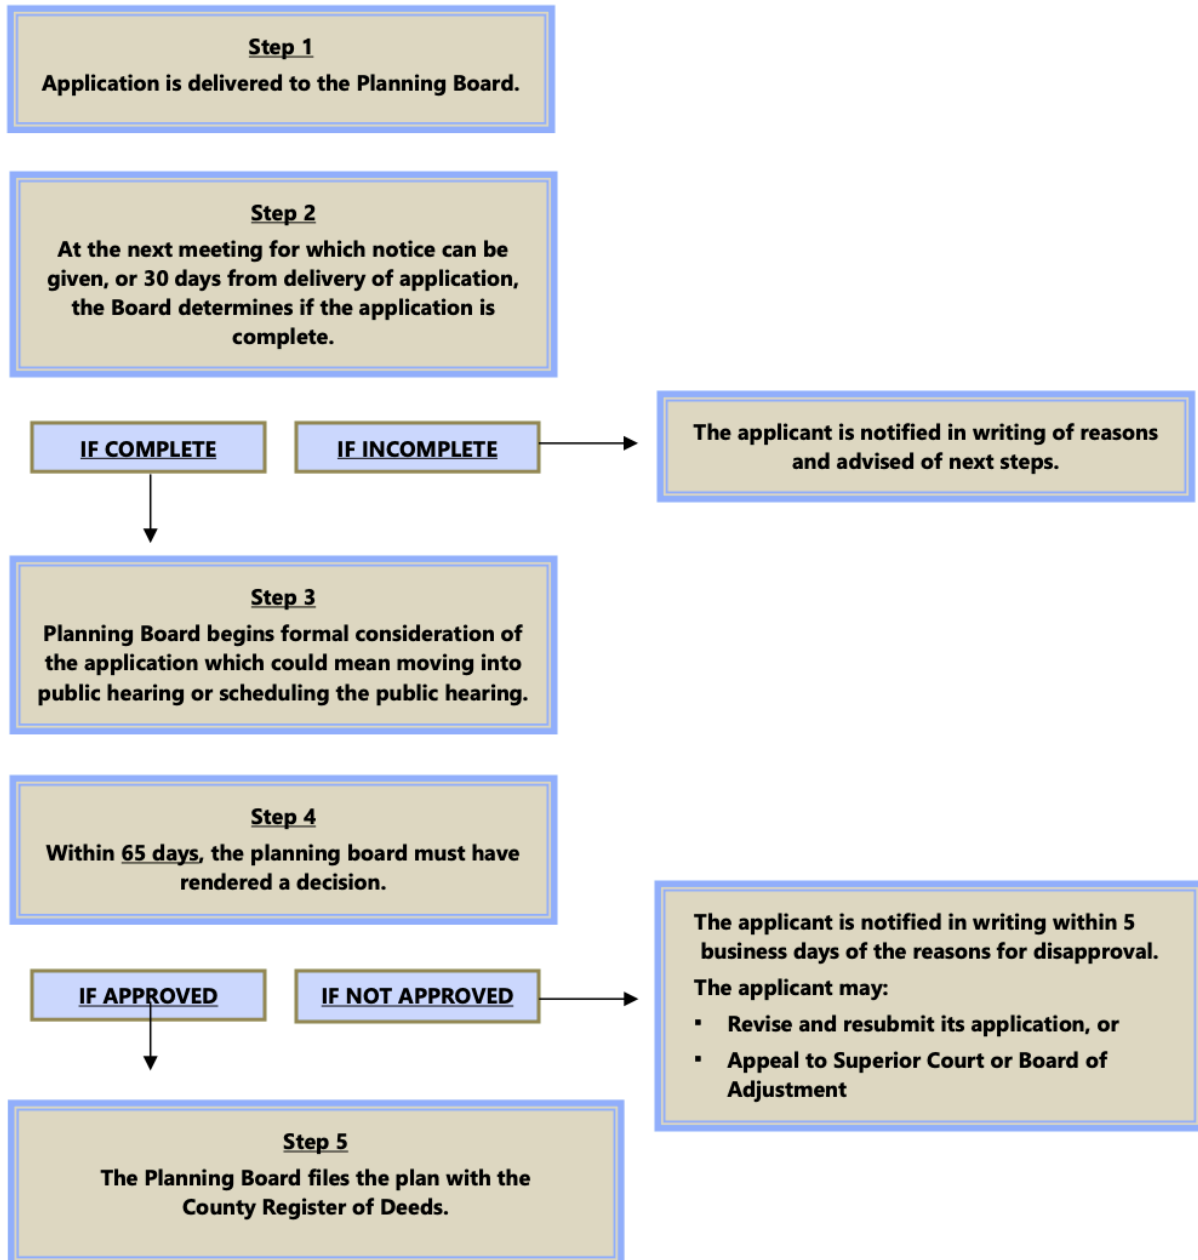 Step 1
Application is delivered to the Planning Board.
Step 2
At the next meeting for which notice can be
given, or 30 days from delivery of application,
the Board determines if the application is
complete.
IF COMPLETE
IF INCOMPLETE
The applicant is notified in writing of reasons
and advised of next steps.
Step 3
Planning Board begins formal consideration of
the application which could mean moving into
public hearing or scheduling the public hearing.
Step 4
Within 65 days, the planning board must have
rendered a decision.
IF APPROVED
IF NOT APPROVED
The applicant is notified in writing within 5
business days of the reasons for disapproval.
The applicant may:
▪ Revise and resubmit its application, or
▪ Appeal to Superior Court or Board of
Adjustment
Step 5
The Planning Board files the plan with the
County Register of Deeds.